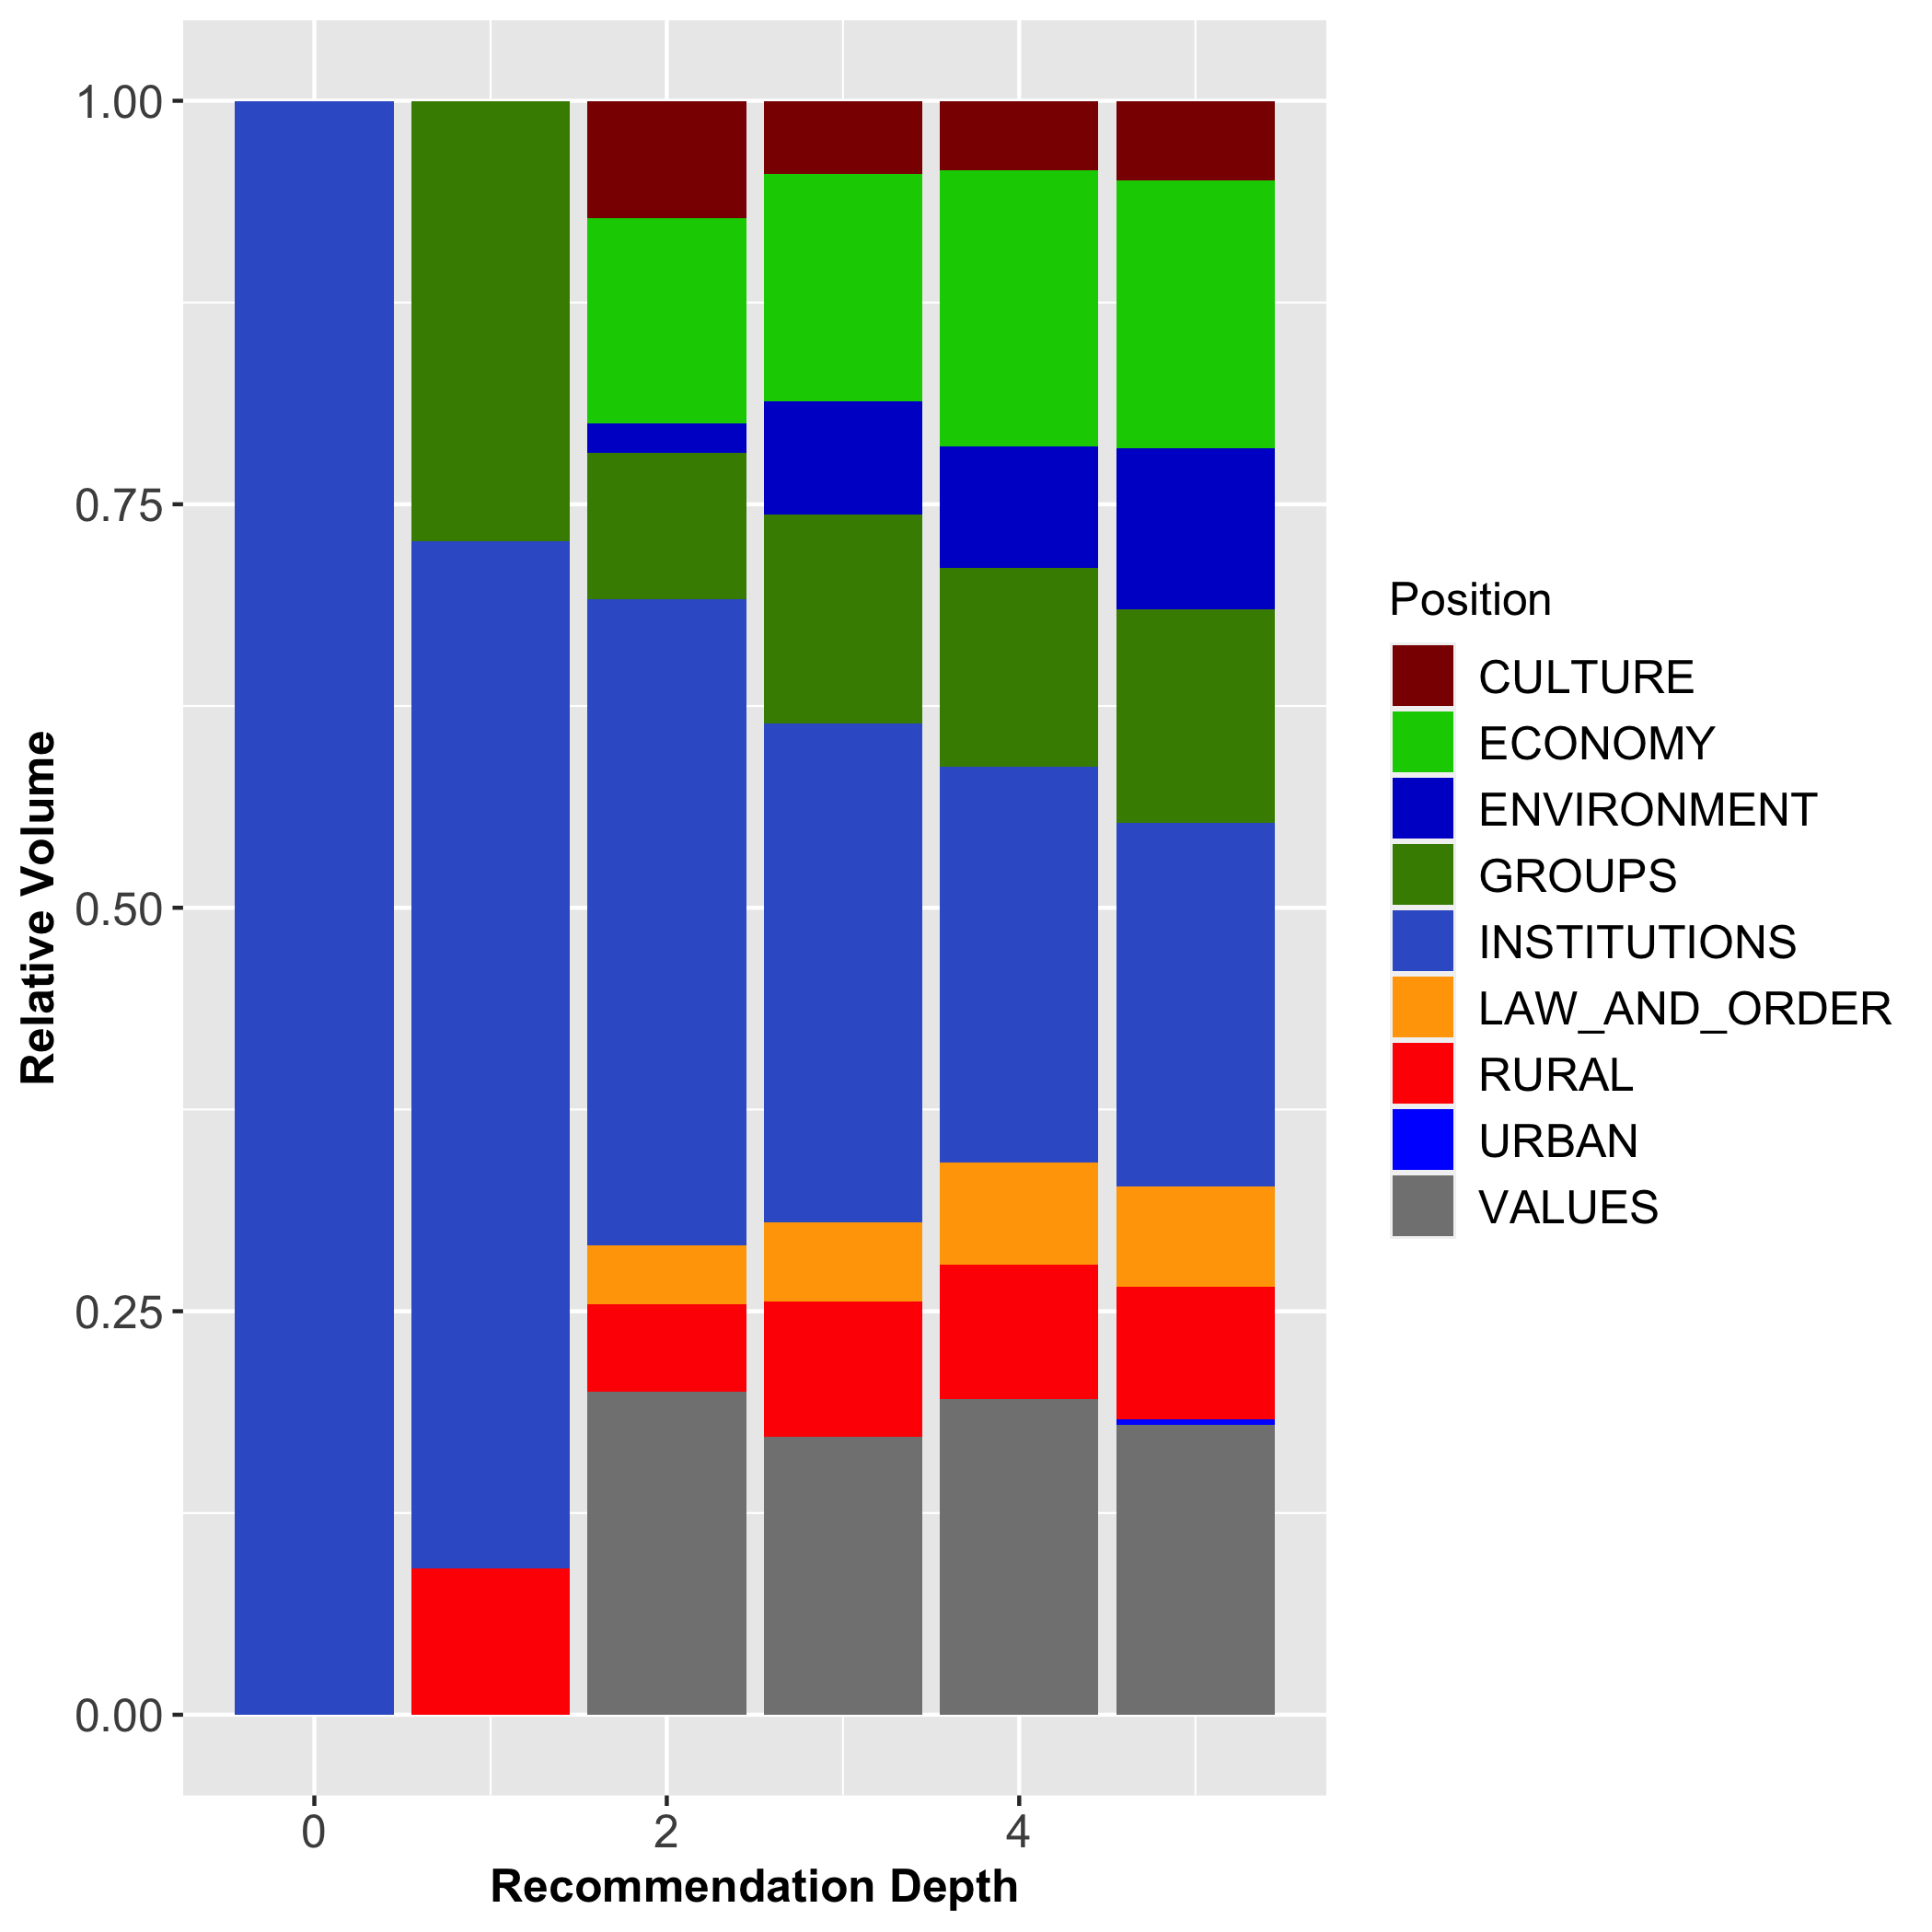 1.00
0.75
0.50
0.25
0.00
Relative Volume
0
2
4
Recommendation Depth
Position
CULTURE
ECONOMY
ENVIRONMENT
GROUPS
INSTITUTIONS
LAW_AND_ORDER
RURAL
URBAN
VALUES